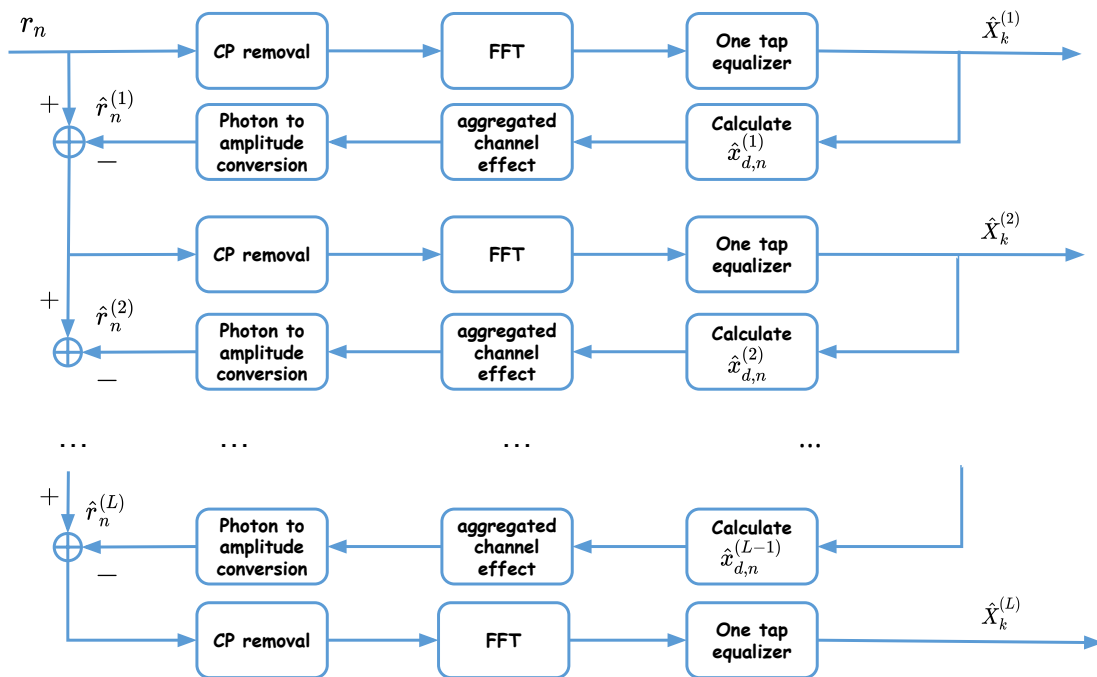 r_n
CP removal
FFT
One tap
equalizer
X̂_k^{(1)}
+
r̂_n^{(1)}
−
Photon to
amplitude
conversion
aggregated
channel
effect
Calculate
x̂_{d,n}^{(1)}
CP removal
FFT
One tap
equalizer
X̂_k^{(2)}
+
r̂_n^{(2)}
−
Photon to
amplitude
conversion
aggregated
channel
effect
Calculate
x̂_{d,n}^{(2)}
... ... ... ...
+
r̂_n^{(L)}
−
Photon to
amplitude
conversion
aggregated
channel
effect
Calculate
x̂_{d,n}^{(L−1)}
CP removal
FFT
One tap
equalizer
X̂_k^{(L)}